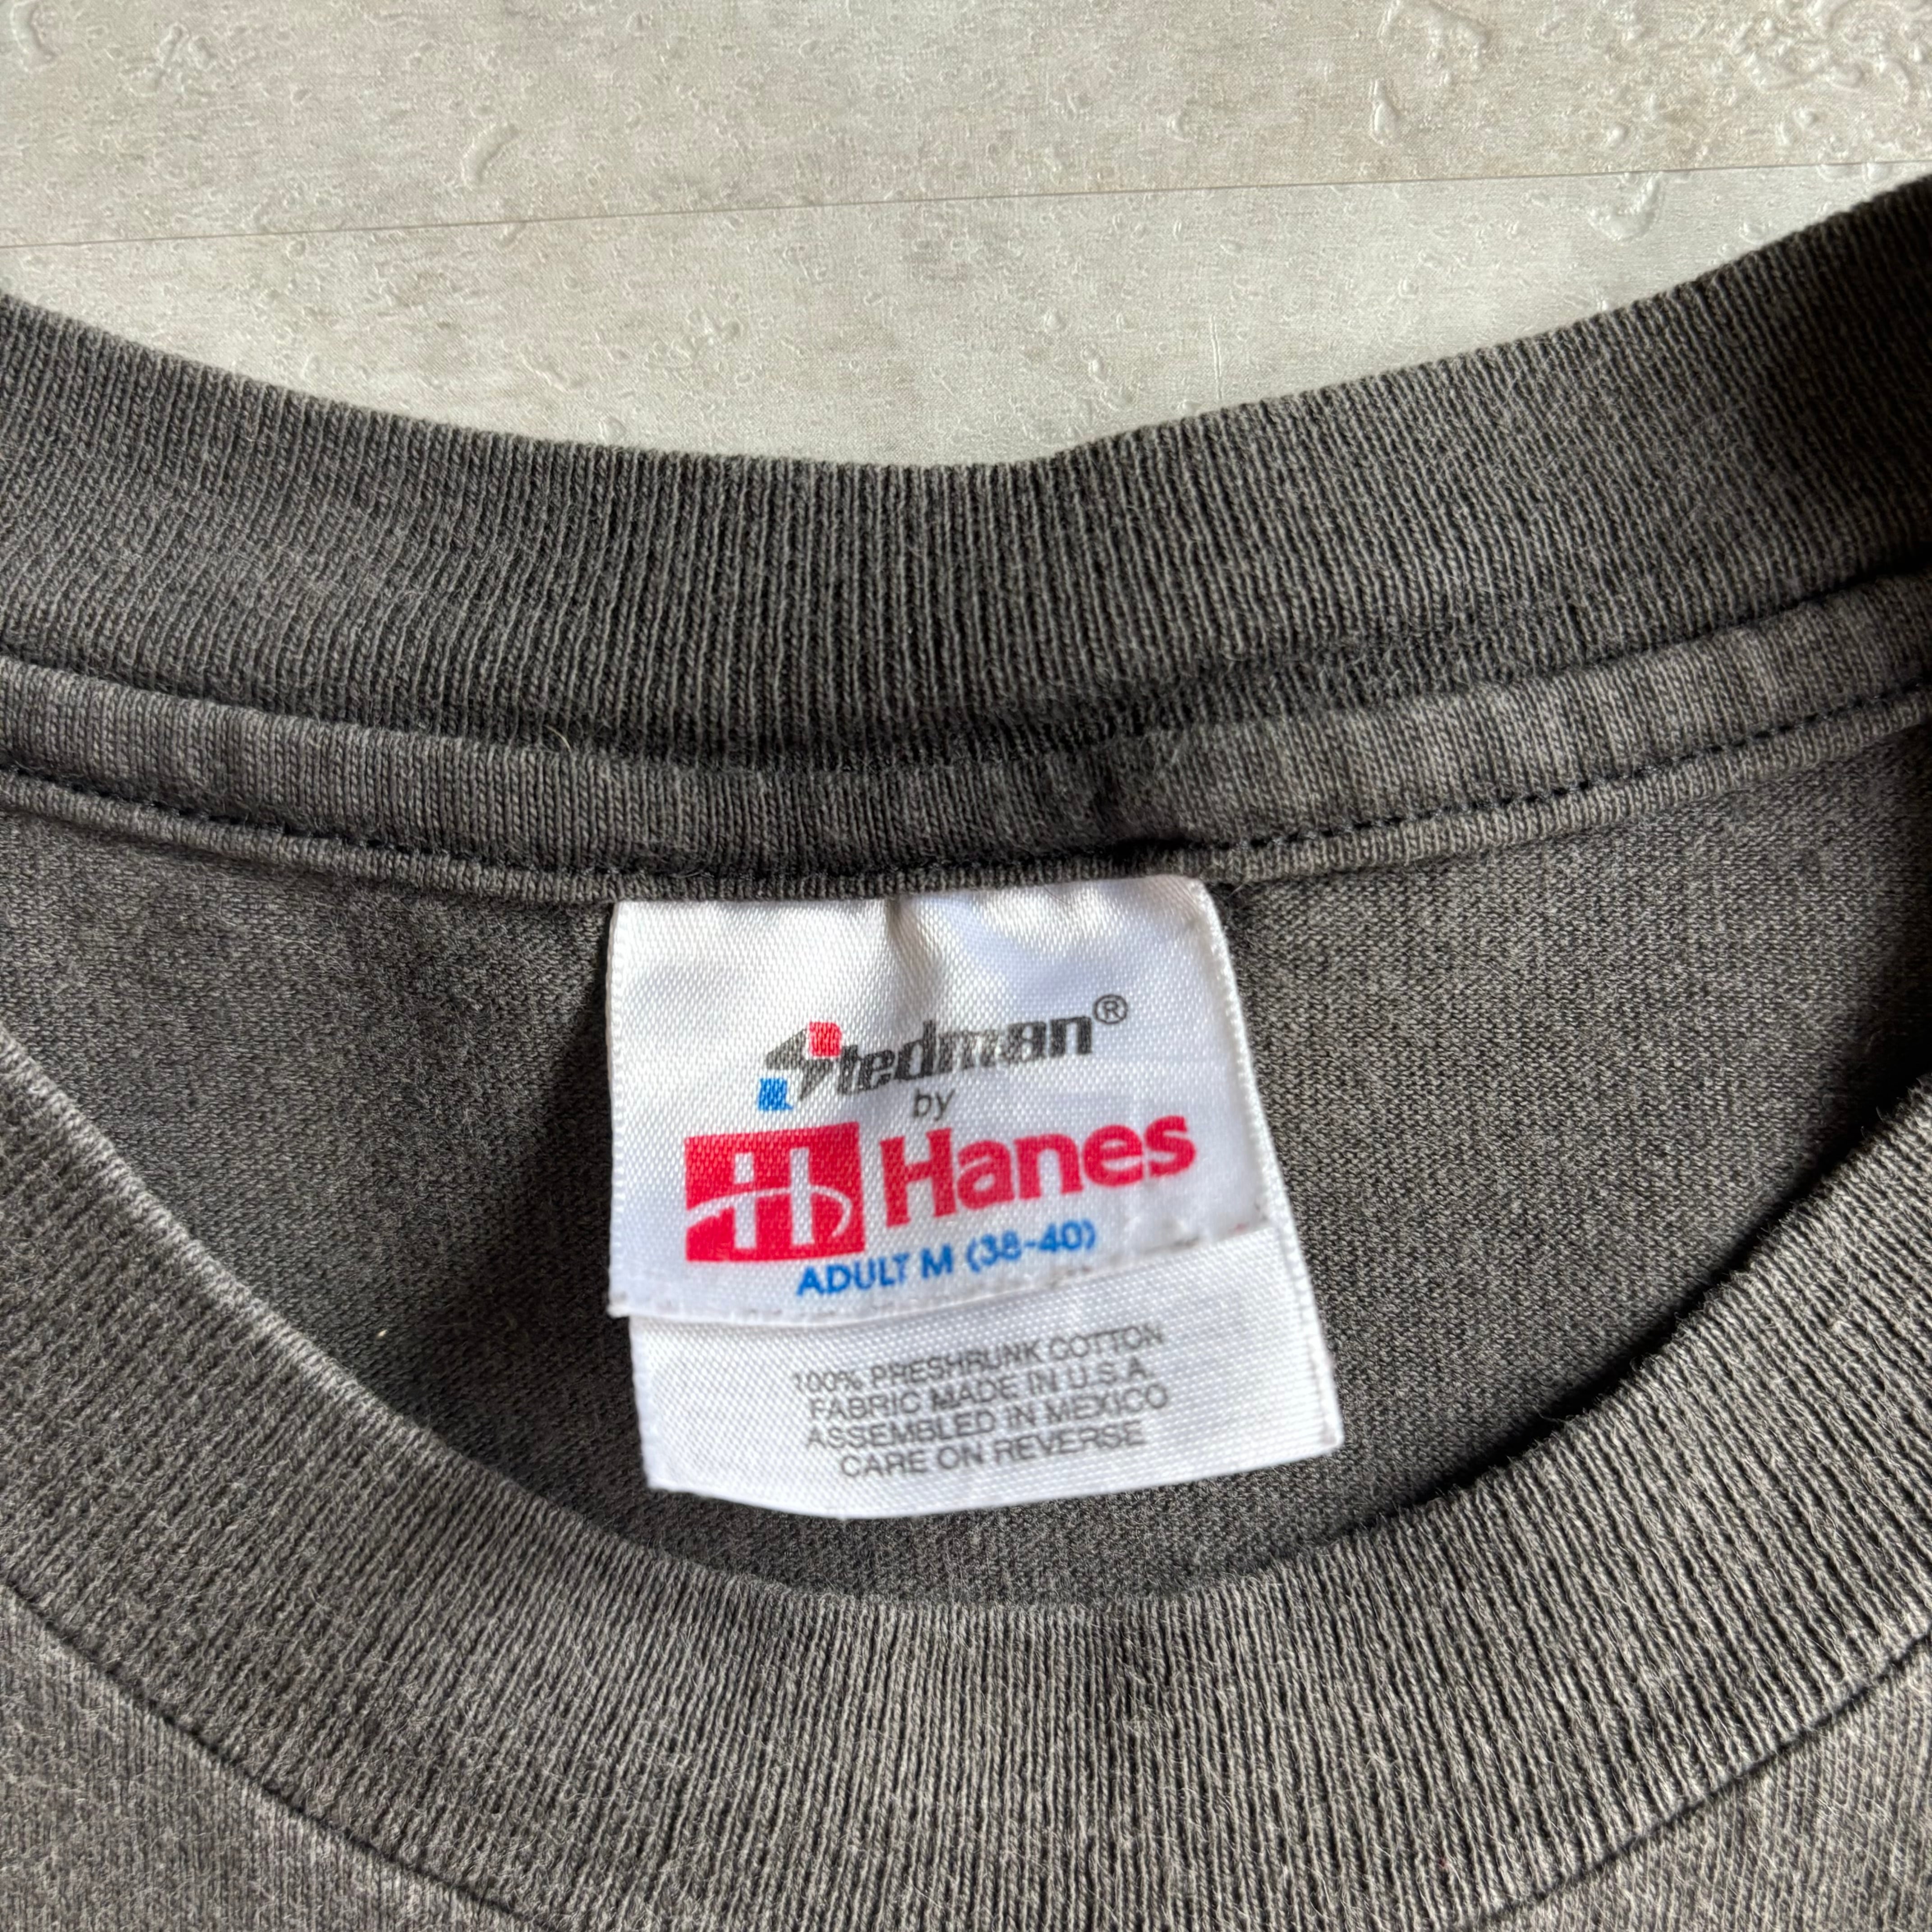 Stedman®
by
Hanes
ADULT M (38-40)
100% PRESHRUNK COTTON
FABRIC MADE IN U.S.A.
ASSEMBLED IN MEXICO
CARE ON REVERSE